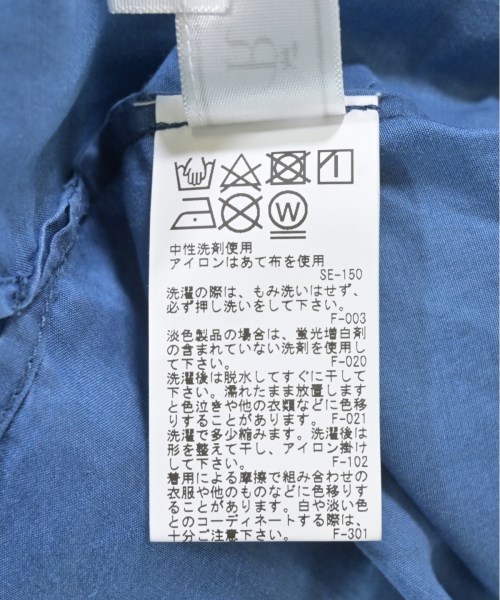 中性洗剤使用
アイロンはあて布を使用
SE-150
洗濯の際は、もみ洗いはせず、
必ず押し洗いをして下さい。
F-003
淡色製品の場合は、蛍光増白剤
の含まれていない洗剤を使用し
て下さい。 F-020
洗濯後は脱水してすぐに干して
下さい。濡れたまま放置します
と色泣きや他の衣類などに色移
りすることがあります。 F-021
洗濯で多少縮みます。洗濯後は
形を整えて干し、アイロン掛け
して下さい。 F-102
着用による摩擦で組み合わせの
衣服や他のものなどに色移りす
ることがあります。白や淡い色
とのコーディネートする際は、
十分ご注意下さい。 F-301